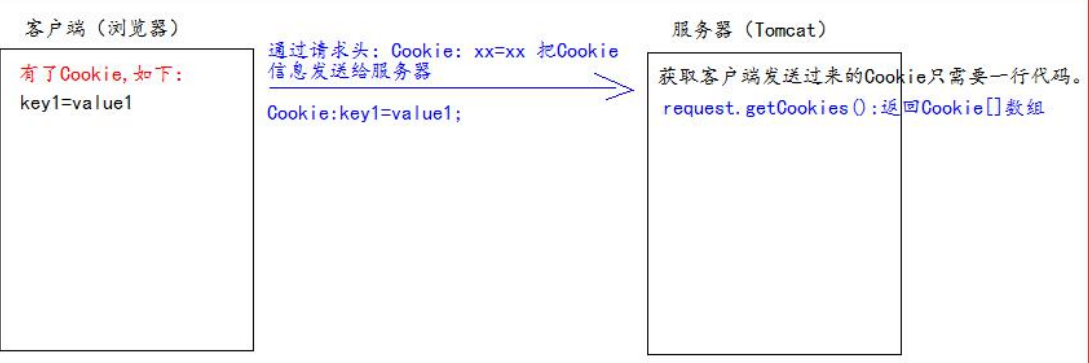 客户端（浏览器）
有了Cookie,如下:
key1=value1
通过请求头: Cookie: xx=xx 把Cookie
信息发送给服务器
Cookie:key1=value1;
服务器（Tomcat）
获取客户端发送过来的Cookie只需要一行代码。
request.getCookies():返回Cookie[]数组